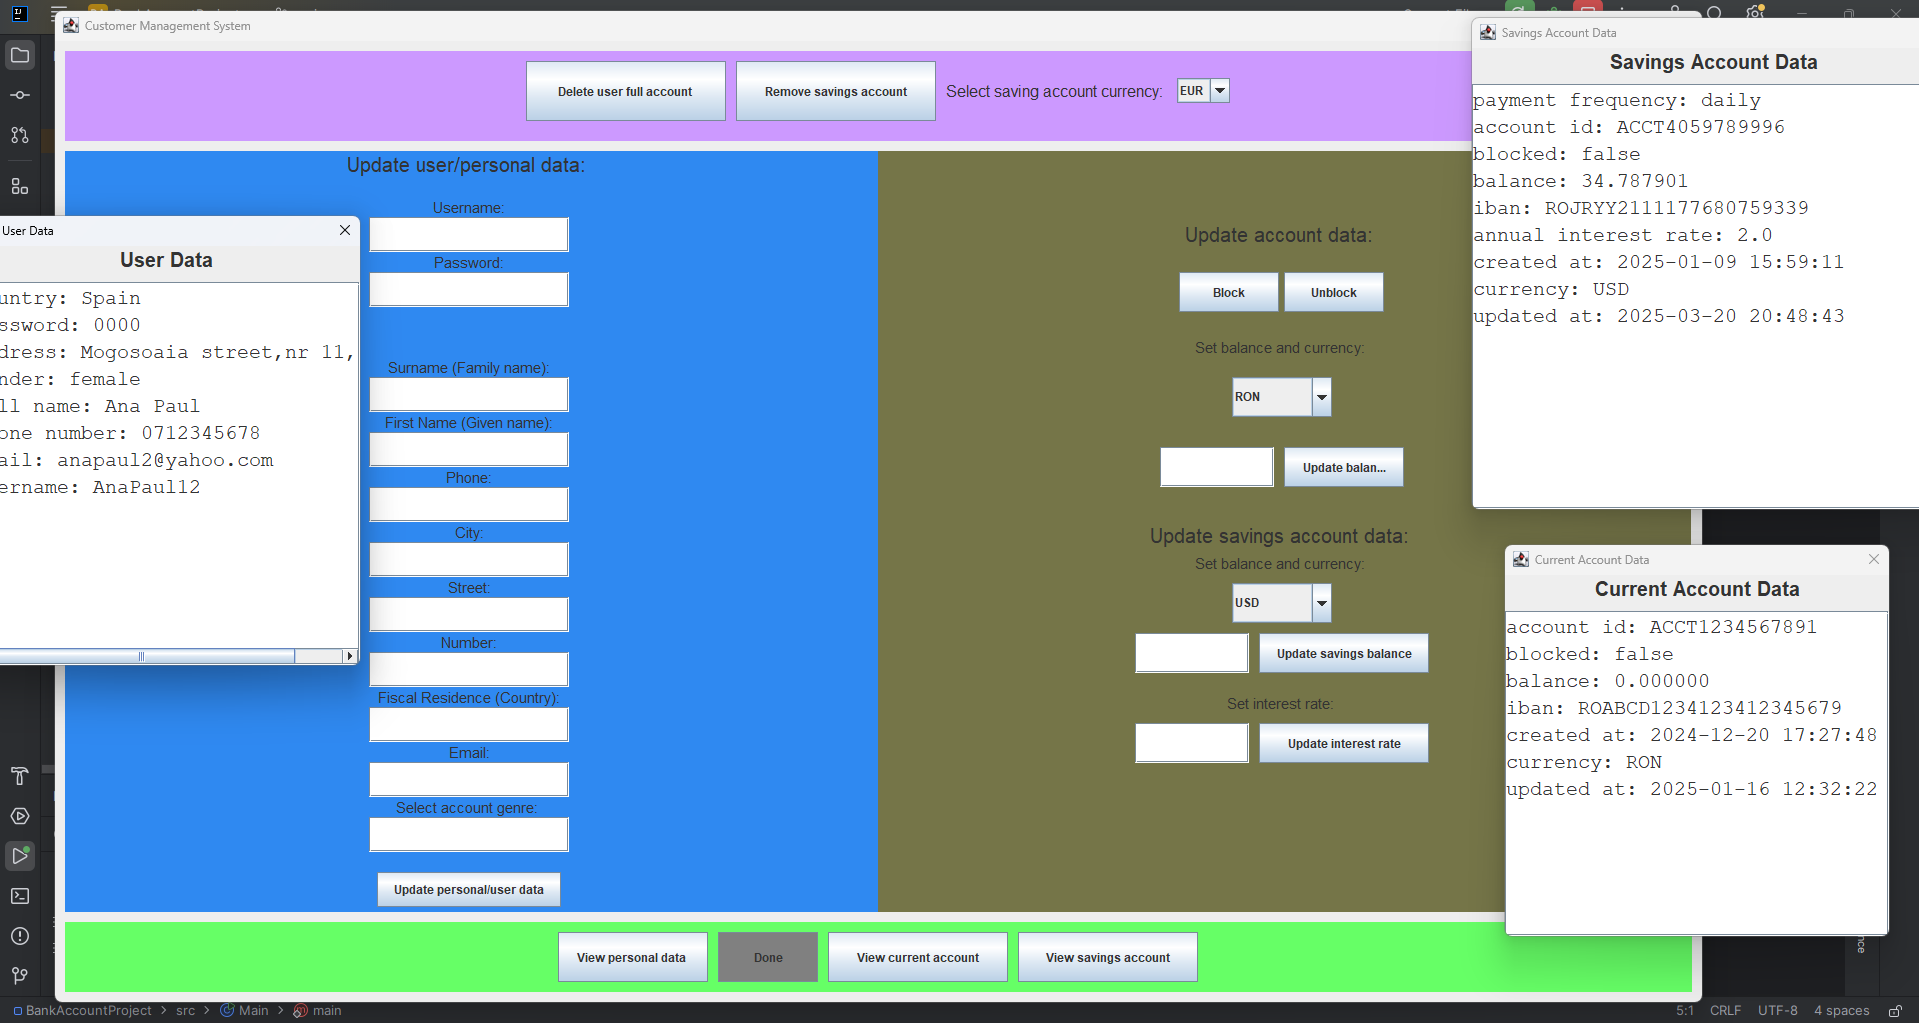 Customer Management System
Delete user full account
Remove savings account
Select saving account currency:
EUR
Savings Account Data
Savings Account Data
payment frequency: daily
account id: ACCT4059789996
blocked: false
balance: 34.787901
iban: ROJRYY2111177680759339
annual interest rate: 2.0
created at: 2025-01-09 15:59:11
currency: USD
updated at: 2025-03-20 20:48:43
User Data
User Data
untry: Spain
ssword: 0000
dress: Mogosoaia street,nr 11,
nder: female
ll name: Ana Paul
one number: 0712345678
ail: anapaul2@yahoo.com
ername: AnaPaul12
Update user/personal data:
Username:
Password:
Surname (Family name):
First Name (Given name):
Phone:
City:
Street:
Number:
Fiscal Residence (Country):
Email:
Select account genre:
Update personal/user data
Update account data:
Block
Unblock
Set balance and currency:
RON
Update balan...
Update savings account data:
Set balance and currency:
USD
Update savings balance
Set interest rate:
Update interest rate
Current Account Data
Current Account Data
account id: ACCT1234567891
blocked: false
balance: 0.000000
iban: ROABCD1234123412345679
created at: 2024-12-20 17:27:48
currency: RON
updated at: 2025-01-16 12:32:22
View personal data
Done
View current account
View savings account
BankAccountProject > src > Main > main
5:1 CRLF UTF-8 4 spaces